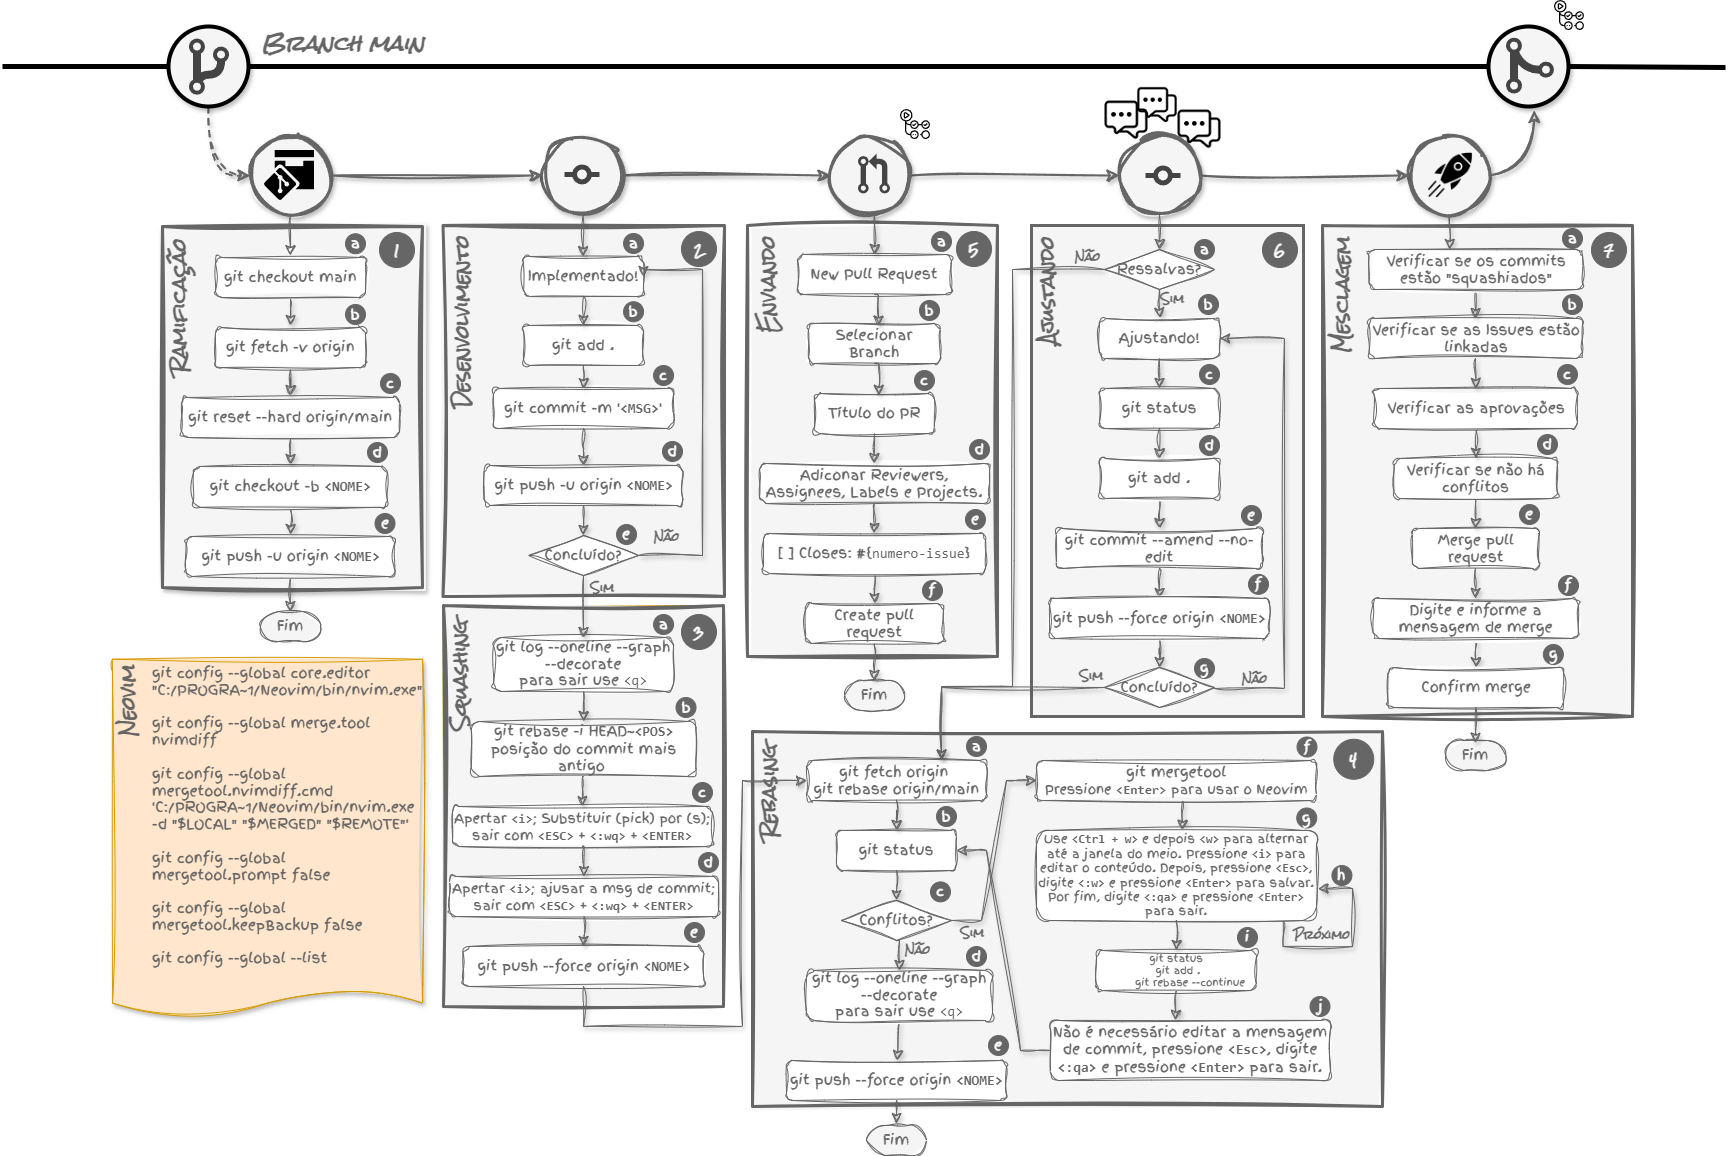 Branch main
Ramificação
1
a
git checkout main
b
git fetch -v origin
c
git reset --hard origin/main
d
git checkout -b <NOME>
e
git push -u origin <NOME>
Fim
Neovim
git config --global core.editor
"C:/PROGRA~1/Neovim/bin/nvim.exe"
git config --global merge.tool
nvimdiff
git config --global
mergetool.nvimdiff.cmd
'C:/PROGRA~1/Neovim/bin/nvim.exe
-d "$LOCAL" "$MERGED" "$REMOTE"'
git config --global
mergetool.prompt false
git config --global
mergetool.keepBackup false
git config --global --list
Desenvolvimento
2
a
Implementado!
b
git add .
c
git commit -m '<MSG>'
d
git push -u origin <NOME>
e
Concluído?
Não
Sim
Squashing
3
a
git log --oneline --graph
--decorate
para sair use <q>
b
git rebase -i HEAD~<POS>
posição do commit mais
antigo
c
Apertar <i>; Substituir (pick) por (s);
sair com <ESC> + <:wq> + <ENTER>
d
Apertar <i>; ajusar a msg de commit;
sair com <ESC> + <:wq> + <ENTER>
e
git push --force origin <NOME>
Enviando
5
a
New Pull Request
b
Selecionar
Branch
c
Título do PR
d
Adiconar Reviewers,
Assignees, Labels e Projects.
e
[ ] Closes: #{numero-issue}
f
Create pull
request
Fim
Ajustando
6
a
Ressalvas?
Não
Sim
b
Ajustando!
c
git status
d
git add .
e
git commit --amend --no-
edit
f
git push --force origin <NOME>
g
Concluído?
Sim
Não
Mesclagem
7
a
Verificar se os commits
estão "squashiados"
b
Verificar se as Issues estão
linkadas
c
Verificar as aprovações
d
Verificar se não há
conflitos
e
Merge pull
request
f
Digite e informe a
mensagem de merge
g
Confirm merge
Fim
Rebasing
4
a
git fetch origin
git rebase origin/main
b
git status
c
Conflitos?
Sim
Não
d
git log --oneline --graph
--decorate
para sair use <q>
e
git push --force origin <NOME>
Fim
f
git mergetool
Pressione <Enter> para usar o Neovim
g
Use <Ctrl + w> e depois <w> para alternar
até a janela do meio. Pressione <i> para
editar o conteúdo. Depois, pressione <Esc>,
digite <:w> e pressione <Enter> para salvar.
Por fim, digite <:qa> e pressione <Enter>
para sair.
h
Próximo
i
git status
git add .
git rebase --continue
j
Não é necessário editar a mensagem
de commit, pressione <Esc>, digite
<:qa> e pressione <Enter> para sair.